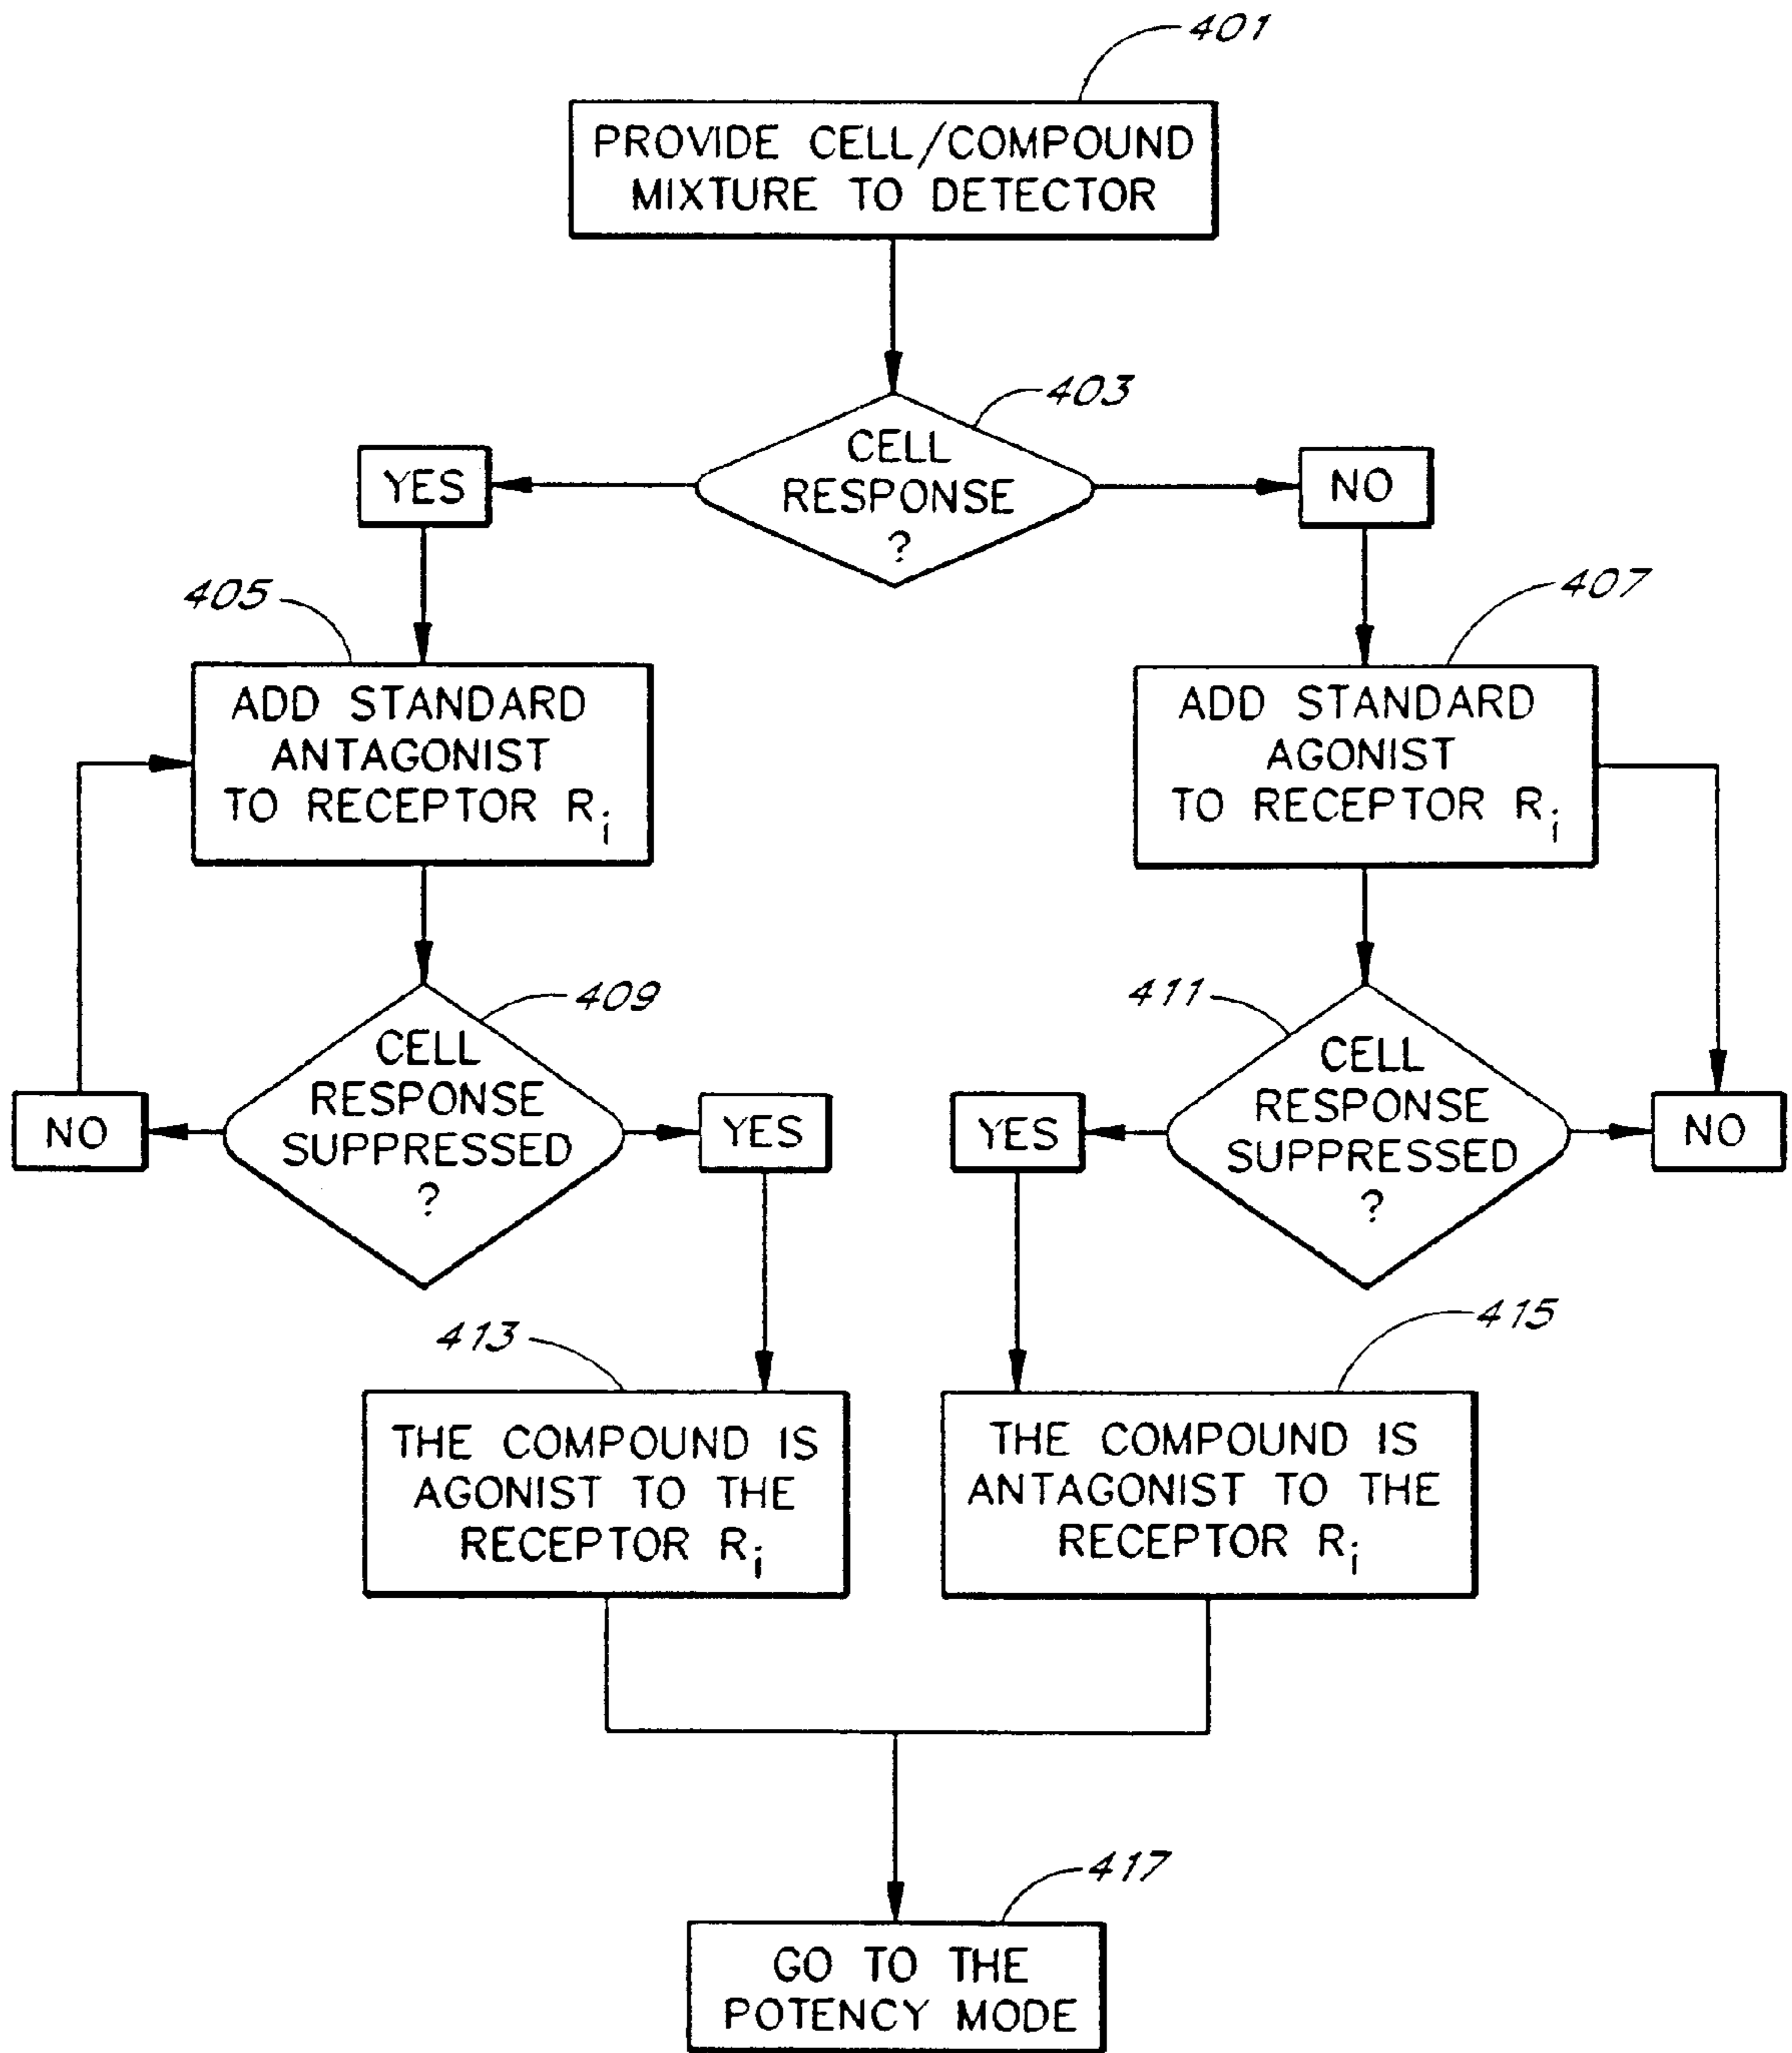 401
PROVIDE CELL/COMPOUND
MIXTURE TO DETECTOR
403
CELL
RESPONSE
?
YES
NO
405
ADD STANDARD
ANTAGONIST
TO RECEPTOR Ri
407
ADD STANDARD
AGONIST
TO RECEPTOR Ri
409
CELL
RESPONSE
SUPPRESSED
?
NO
YES
411
CELL
RESPONSE
SUPPRESSED
?
YES
NO
413
THE COMPOUND IS
AGONIST TO THE
RECEPTOR Ri
415
THE COMPOUND IS
ANTAGONIST TO THE
RECEPTOR Ri
417
GO TO THE
POTENCY MODE